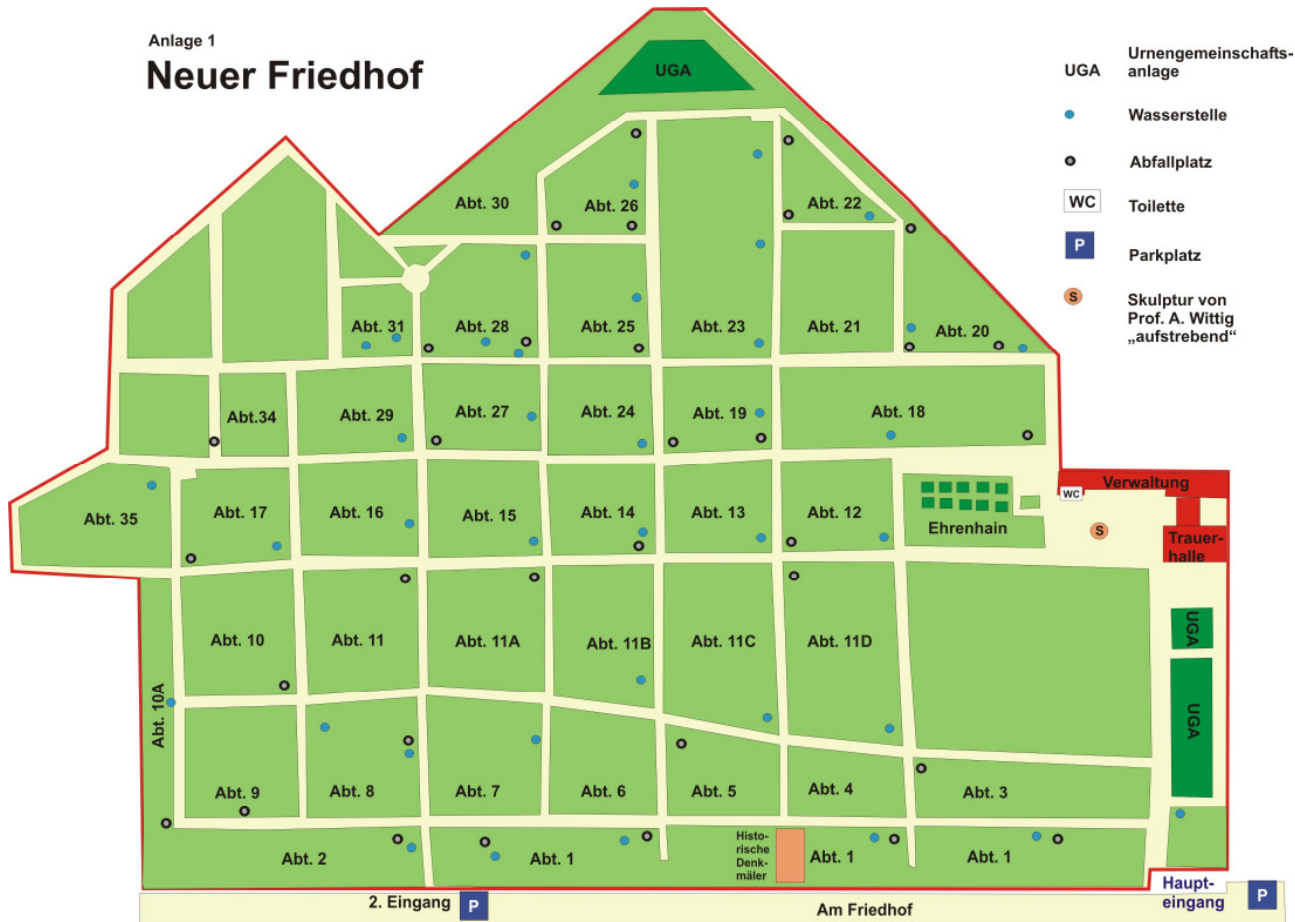 Anlage 1
Neuer Friedhof
UGA
UGA
Urnengemeinschafts-
anlage
Wasserstelle
Abfallplatz
WC
Toilette
P
Parkplatz
S
Skulptur von
Prof. A. Wittig
„aufstrebend“
Abt. 30
Abt. 26
Abt. 22
Abt. 31
Abt. 28
Abt. 25
Abt. 23
Abt. 21
Abt. 20
Abt.34
Abt. 29
Abt. 27
Abt. 24
Abt. 19
Abt. 18
Abt. 35
Abt. 17
Abt. 16
Abt. 15
Abt. 14
Abt. 13
Abt. 12
Ehrenhain
WC
Verwaltung
S
Trauer-
halle
Abt. 10
Abt. 11
Abt. 11A
Abt. 11B
Abt. 11C
Abt. 11D
UGA
UGA
Abt. 10A
Abt. 9
Abt. 8
Abt. 7
Abt. 6
Abt. 5
Abt. 4
Abt. 3
Abt. 2
Abt. 1
Histo-
rische
Denk-
mäler
Abt. 1
Abt. 1
2. Eingang
P
Am Friedhof
Haupt-
eingang
P